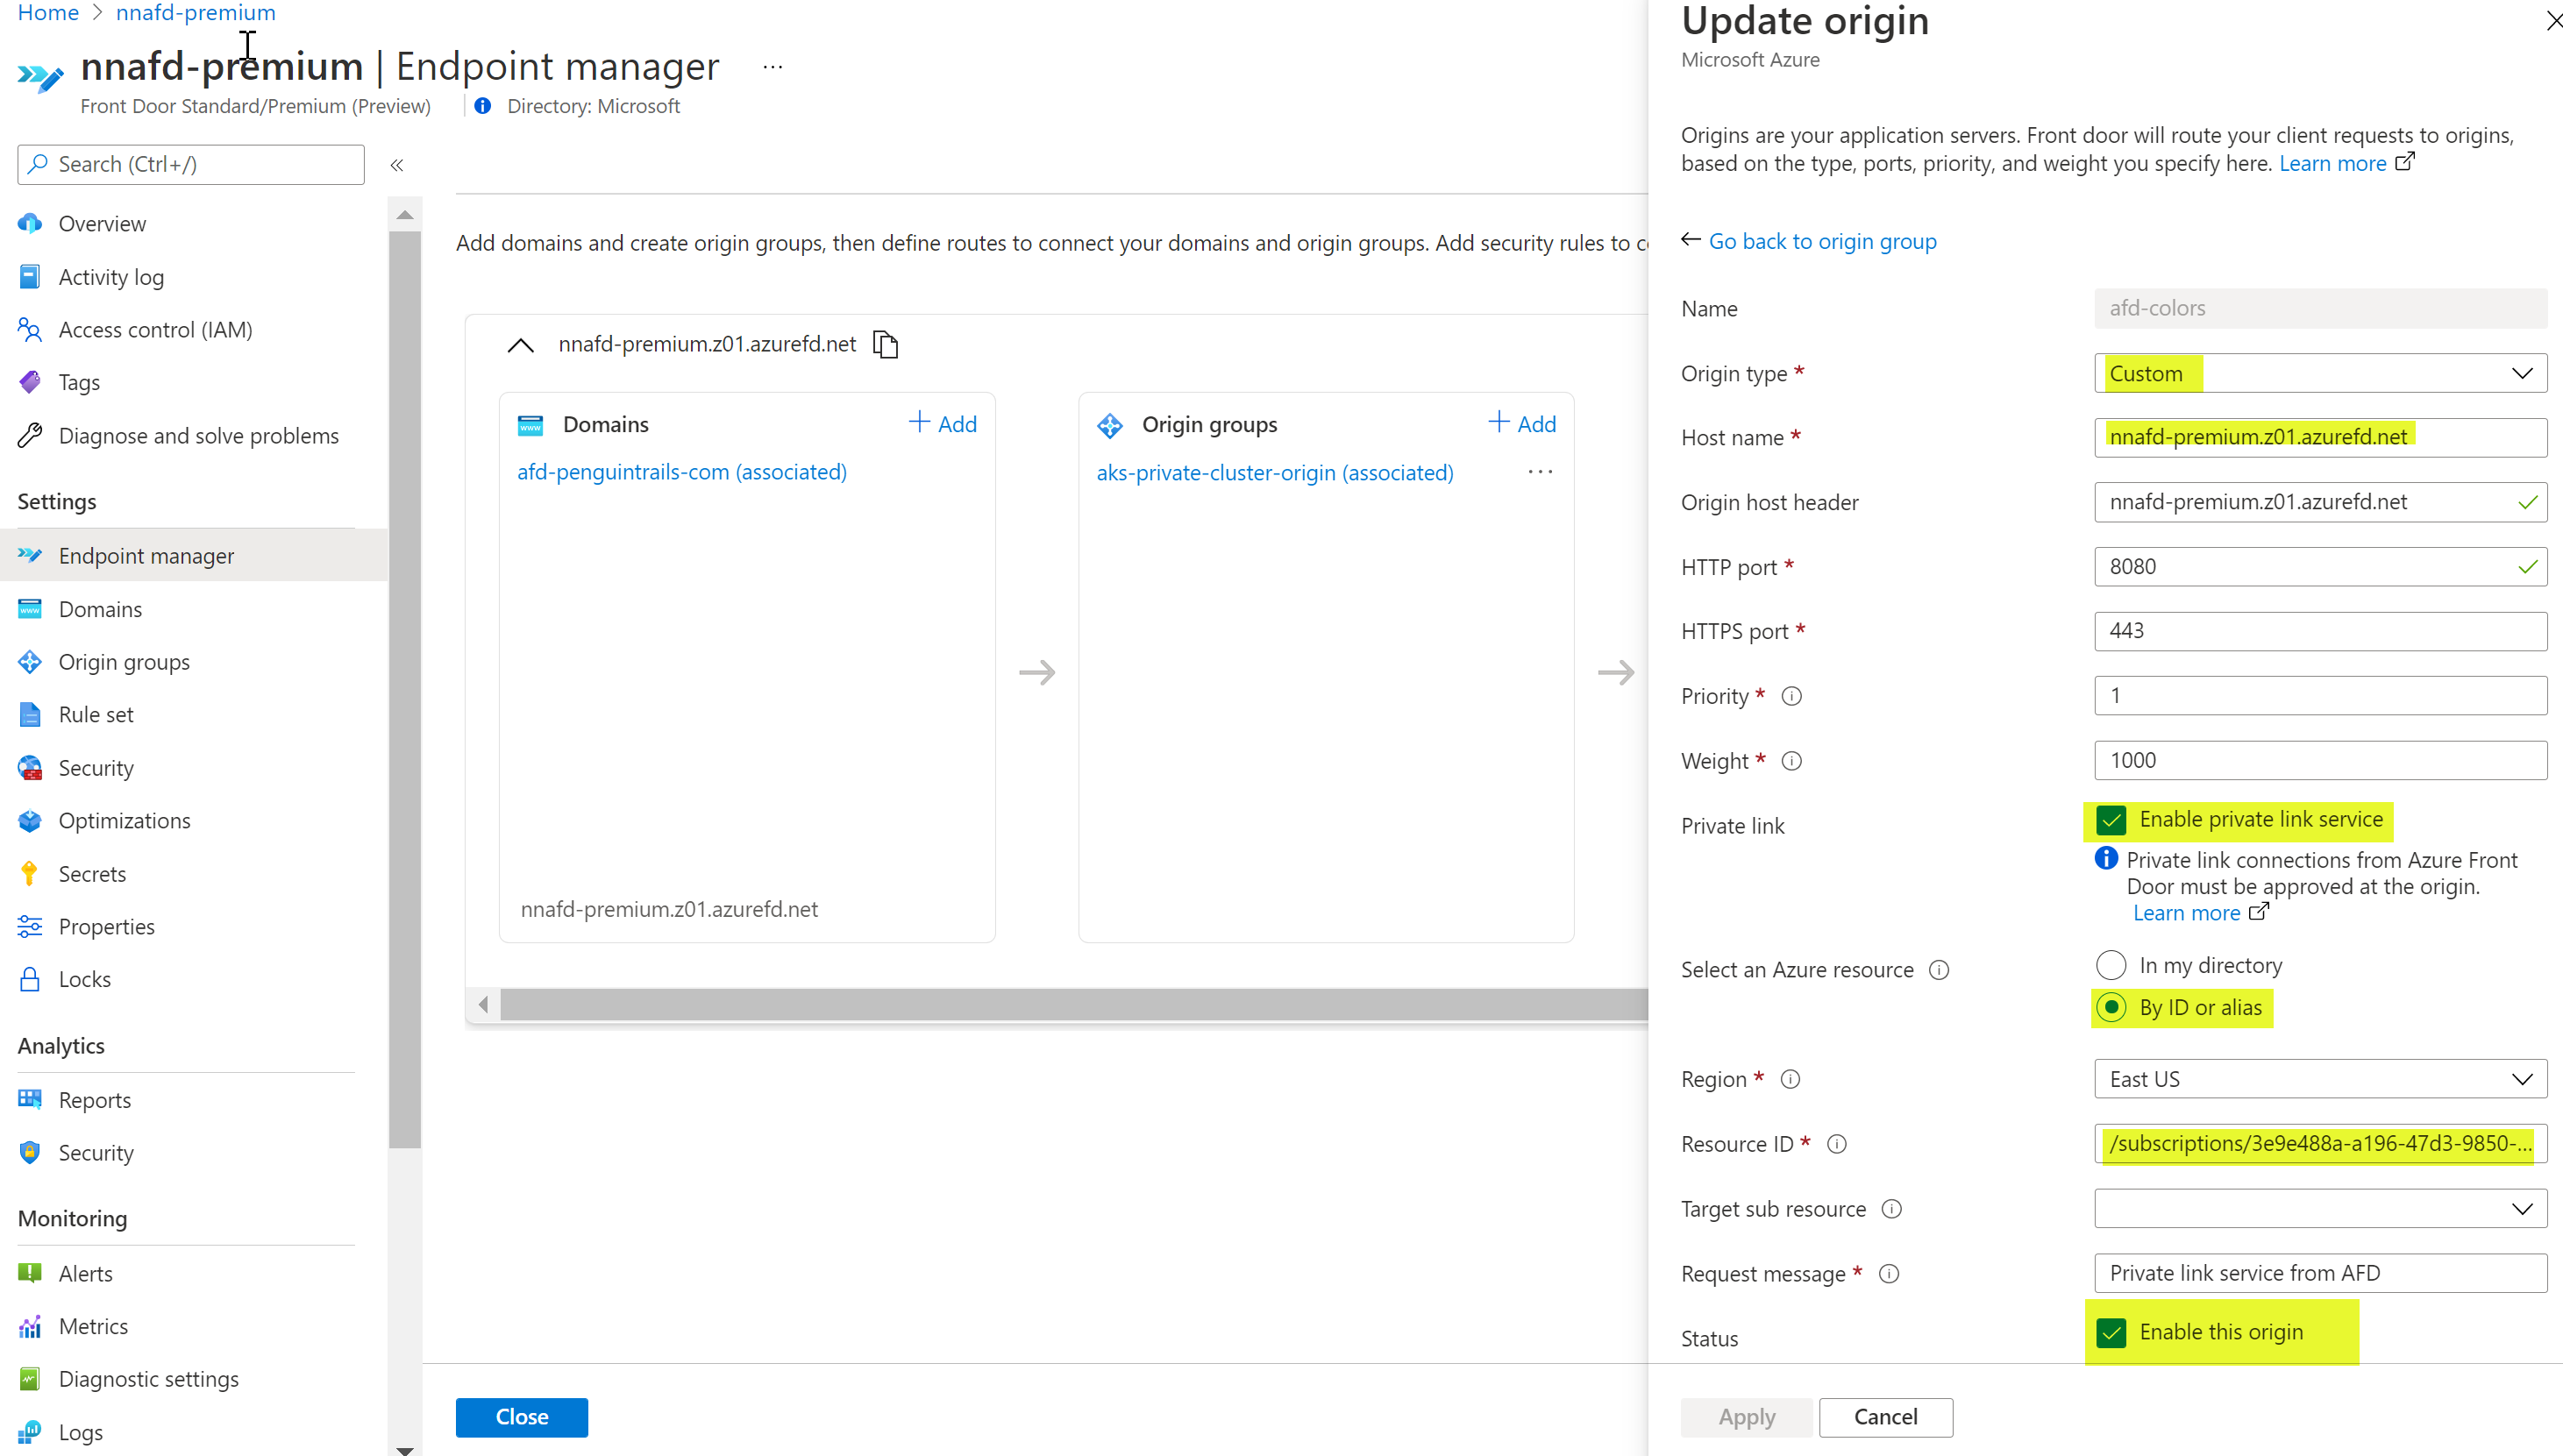 Home > nnafd-premium
nnafd-premium | Endpoint manager ...
Front Door Standard/Premium (Preview)
Directory: Microsoft
Search (Ctrl+/)
«
Overview
Activity log
Access control (IAM)
Tags
Diagnose and solve problems
Settings
Endpoint manager
Domains
Origin groups
Rule set
Security
Optimizations
Secrets
Properties
Locks
Analytics
Reports
Security
Monitoring
Alerts
Metrics
Diagnostic settings
Logs
Add domains and create origin groups, then define routes to connect your domains and origin groups. Add security rules to
nnafd-premium.z01.azurefd.net
Domains
+ Add
afd-penguintrails-com (associated)
nnafd-premium.z01.azurefd.net
Origin groups
+ Add
aks-private-cluster-origin (associated) ...
Close
Update origin
Microsoft Azure
Origins are your application servers. Front door will route your client requests to origins,
based on the type, ports, priority, and weight you specify here. Learn more
Go back to origin group
Name
afd-colors
Origin type *
Custom
Host name *
nnafd-premium.z01.azurefd.net
Origin host header
nnafd-premium.z01.azurefd.net
HTTP port *
8080
HTTPS port *
443
Priority *
1
Weight *
1000
Private link
Enable private link service
Private link connections from Azure Front
Door must be approved at the origin.
Learn more
Select an Azure resource
In my directory
By ID or alias
Region *
East US
Resource ID *
/subscriptions/3e9e488a-a196-47d3-9850-...
Target sub resource
Request message *
Private link service from AFD
Status
Enable this origin
Apply
Cancel